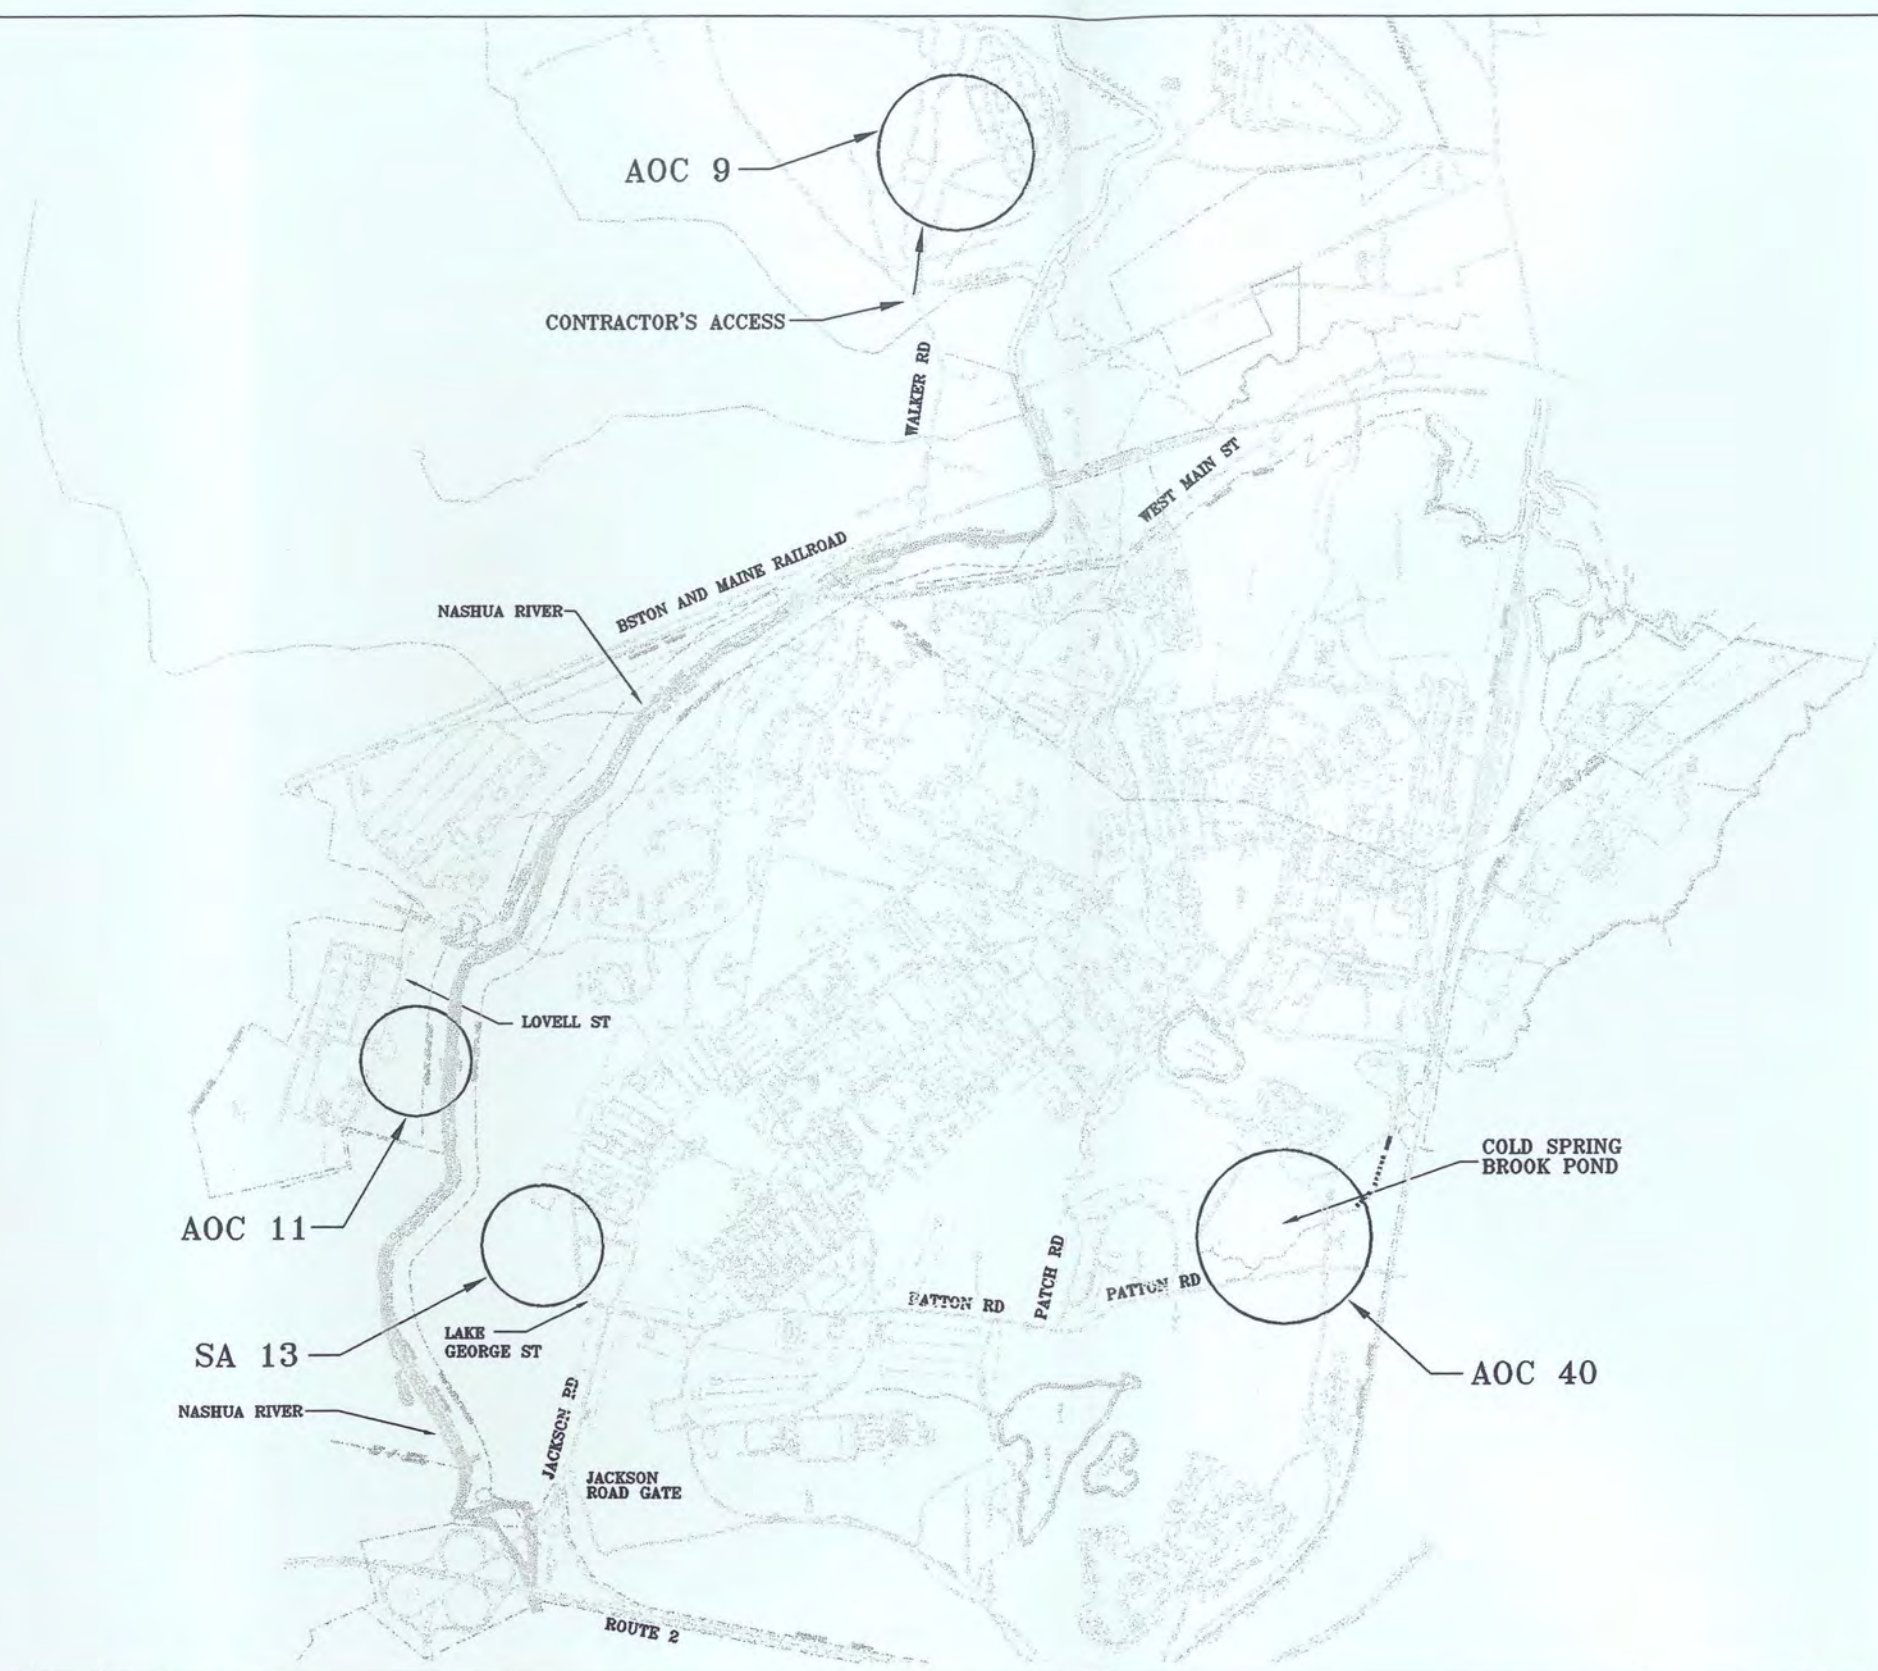 AOC 9
CONTRACTOR'S ACCESS
WALKER RD
WEST MAIN ST
BSTON AND MAINE RAILROAD
NASHUA RIVER
LOVELL ST
COLD SPRING
BROOK POND
AOC 11
PATCH RD
PATTON RD
PATTON RD
LAKE
GEORGE ST
SA 13
AOC 40
NASHUA RIVER
JACKSON RD
JACKSON
ROAD GATE
ROUTE 2